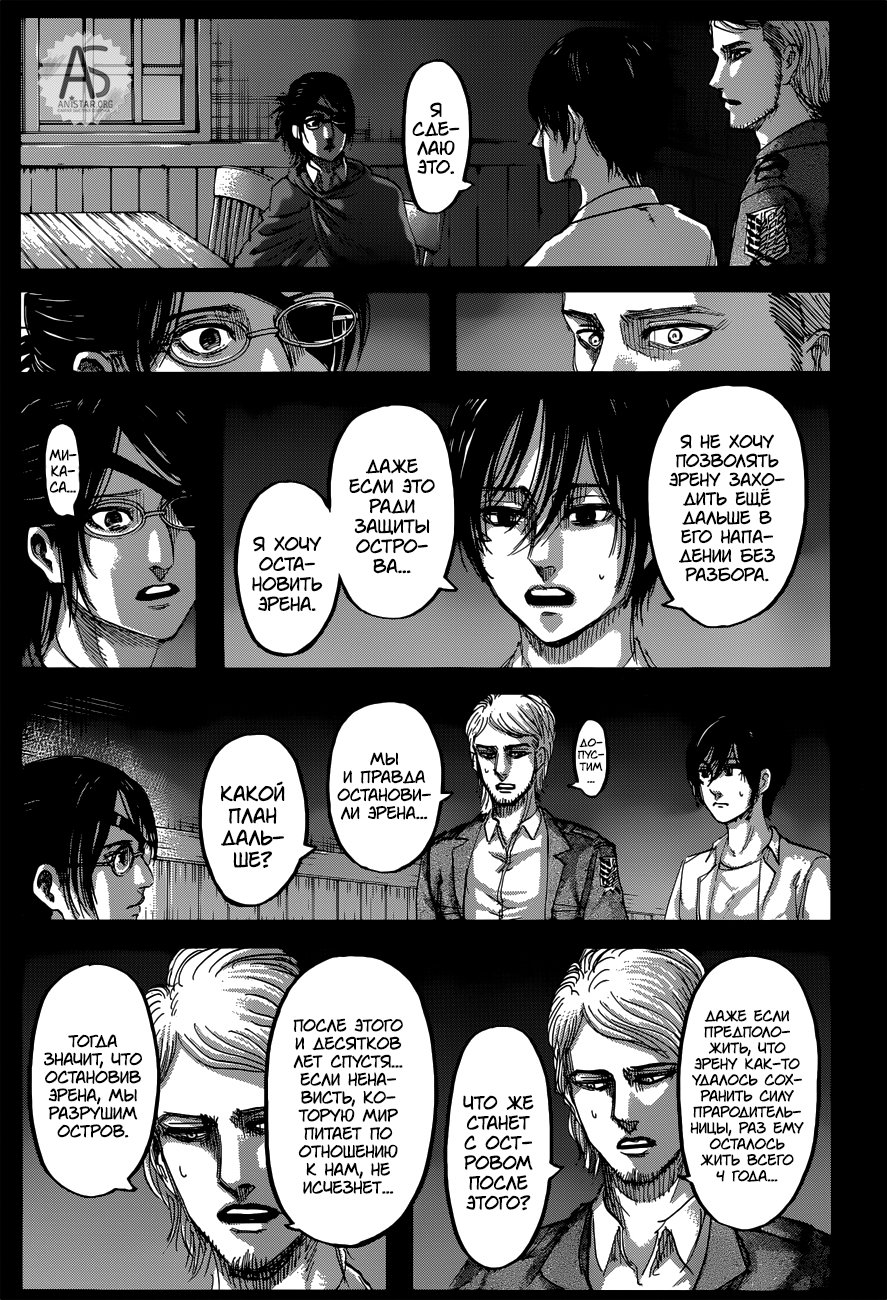 AS
ANISTAR.ORG
Я
СДЕ-
ЛАЮ
ЭТО.
Я НЕ ХОЧУ
ПОЗВОЛЯТЬ
ЭРЕНУ ЗАХО-
ДИТЬ ЕЩЁ
ДАЛЬШЕ В
ЕГО НАПА-
ДЕНИИ БЕЗ
РАЗБОРА.
ДАЖЕ
ЕСЛИ ЭТО
РАДИ
ЗАЩИТЫ
ОСТРО-
ВА...
Я ХОЧУ
ОСТА-
НОВИТЬ
ЭРЕНА.
МИ-
КА-
СА...
ДО-
ПУС-
ТИМ
...
МЫ
И ПРАВДА
ОСТАНОВИ-
ЛИ ЭРЕНА...
КАКОЙ
ПЛАН
ДАЛЬ-
ШЕ?
ДАЖЕ ЕСЛИ
ПРЕДПОЛО-
ЖИТЬ, ЧТО
ЭРЕНУ КАК-ТО
УДАЛОСЬ СОХ-
РАНИТЬ СИЛУ
ПРАРОДИТЕЛЬ-
НИЦЫ, РАЗ ЕМУ
ОСТАЛОСЬ
ЖИТЬ ВСЕГО
4 ГОДА...
ЧТО ЖЕ
СТАНЕТ
С ОСТ-
РОВОМ
ПОСЛЕ
ЭТОГО?
ПОСЛЕ ЭТОГО
И ДЕСЯТКОВ
ЛЕТ СПУСТЯ...
ЕСЛИ НЕНА-
ВИСТЬ, КО-
ТОРУЮ МИР
ПИТАЕТ ПО
ОТНОШЕНИЮ
К НАМ, НЕ
ИСЧЕЗНЕТ...
ТОГДА
ЗНАЧИТ, ЧТО
ОСТАНОВИВ
ЭРЕНА, МЫ
РАЗРУШИМ
ОСТРОВ.